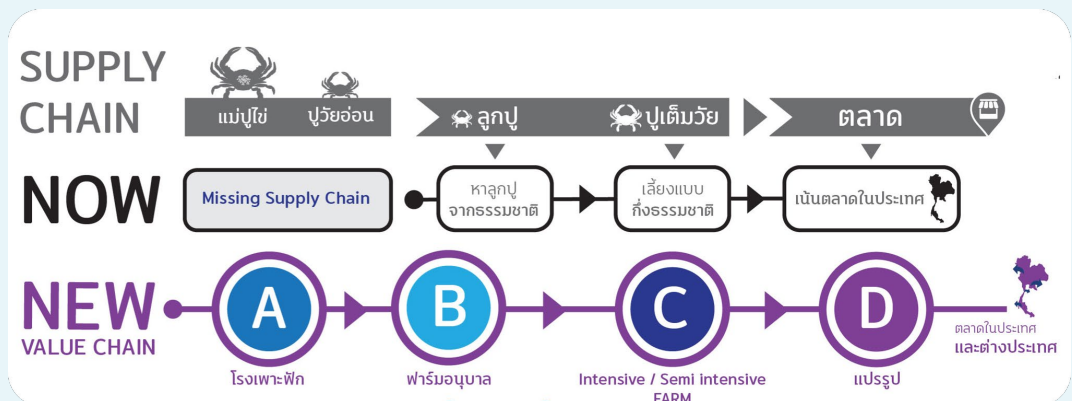 SUPPLY
CHAIN
แม่ปูไข่
ปูวัยอ่อน
ลูกปู
ปูเต็มวัย
ตลาด
NOW
Missing Supply Chain
หาลูกปู
จากธรรมชาติ
เลี้ยงแบบ
กึ่งธรรมชาติ
เน้นตลาดในประเทศ
NEW
VALUE CHAIN
A
B
C
D
โรงเพาะฟัก
ฟาร์มอนุบาล
Intensive / Semi intensive
FARM
แปรรูป
ตลาดในประเทศ
และต่างประเทศ